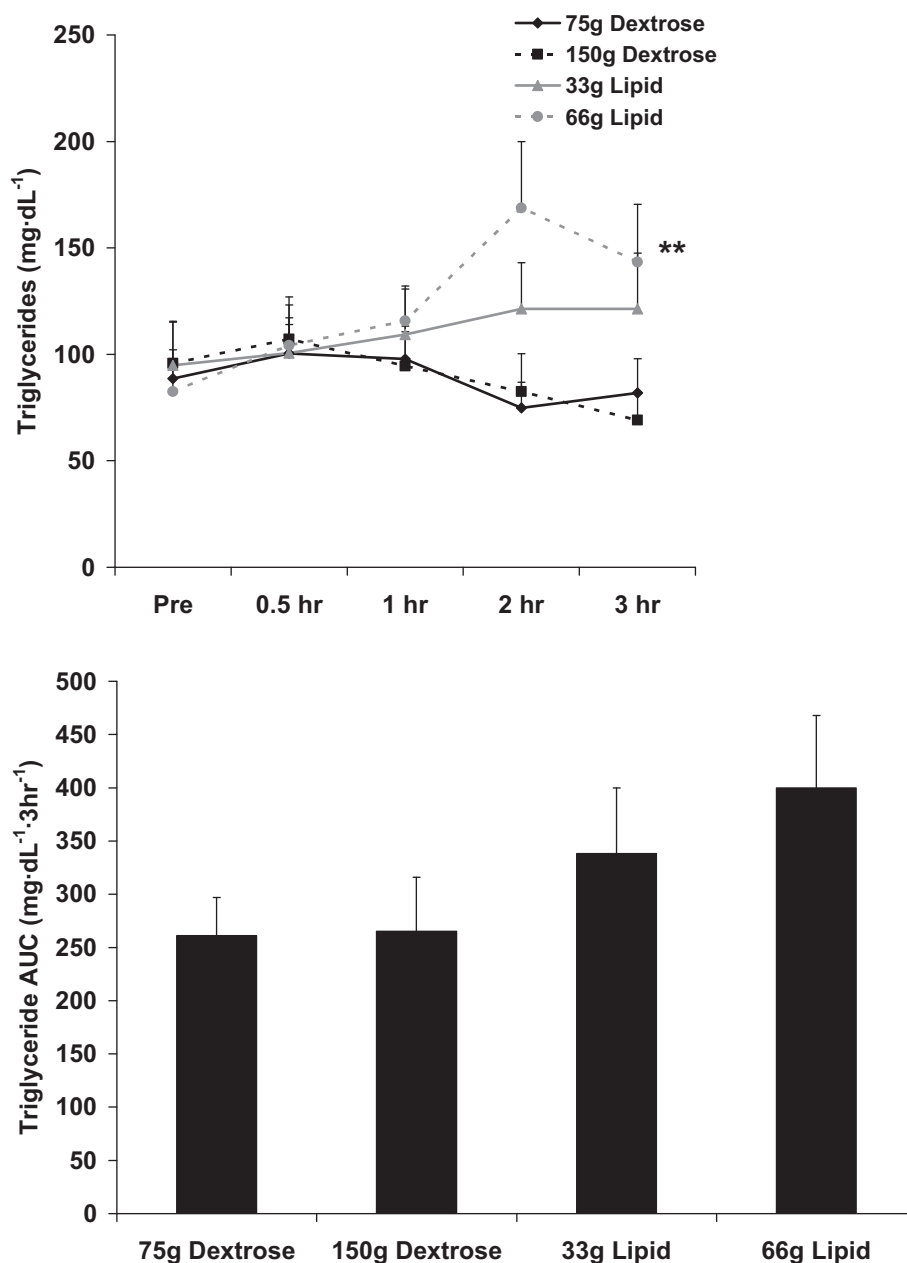 75g Dextrose
150g Dextrose
33g Lipid
66g Lipid
Triglycerides (mg·dL⁻¹)
250
200
150
100
50
0
**
Pre 0.5 hr 1 hr 2 hr 3 hr
Triglyceride AUC (mg·dL⁻¹·3hr⁻¹)
500
450
400
350
300
250
200
150
100
50
0
75g Dextrose 150g Dextrose 33g Lipid 66g Lipid